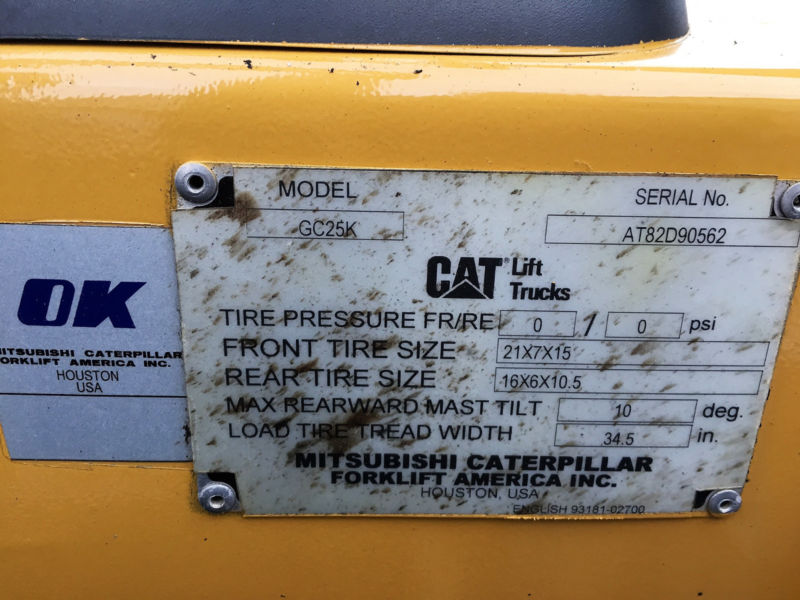 MODEL
GC25K
SERIAL No.
AT82D90562
CAT Lift Trucks
TIRE PRESSURE FR/RE 0 / 0 psi
FRONT TIRE SIZE 21X7X15
REAR TIRE SIZE 16X6X10.5
MAX REARWARD MAST TILT 10 deg.
LOAD TIRE TREAD WIDTH 34.5 in.
MITSUBISHI CATERPILLAR
FORKLIFT AMERICA INC.
HOUSTON, USA
ENGLISH 93181-02700
OK
MITSUBISHI CATERPILLAR
FORKLIFT AMERICA INC.
HOUSTON
USA